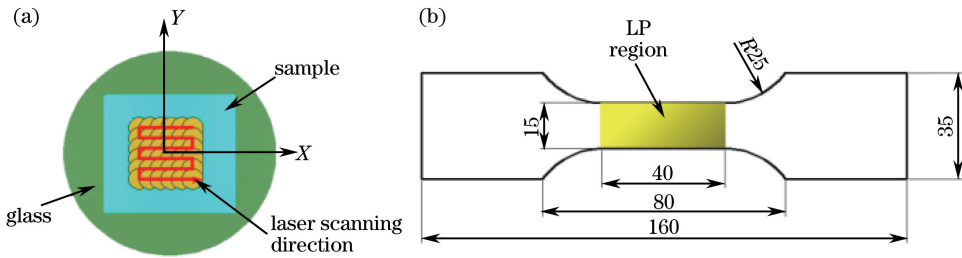 (a)
Y
sample
X
glass
laser scanning
direction
(b)
LP
region
R25
15
35
40
80
160